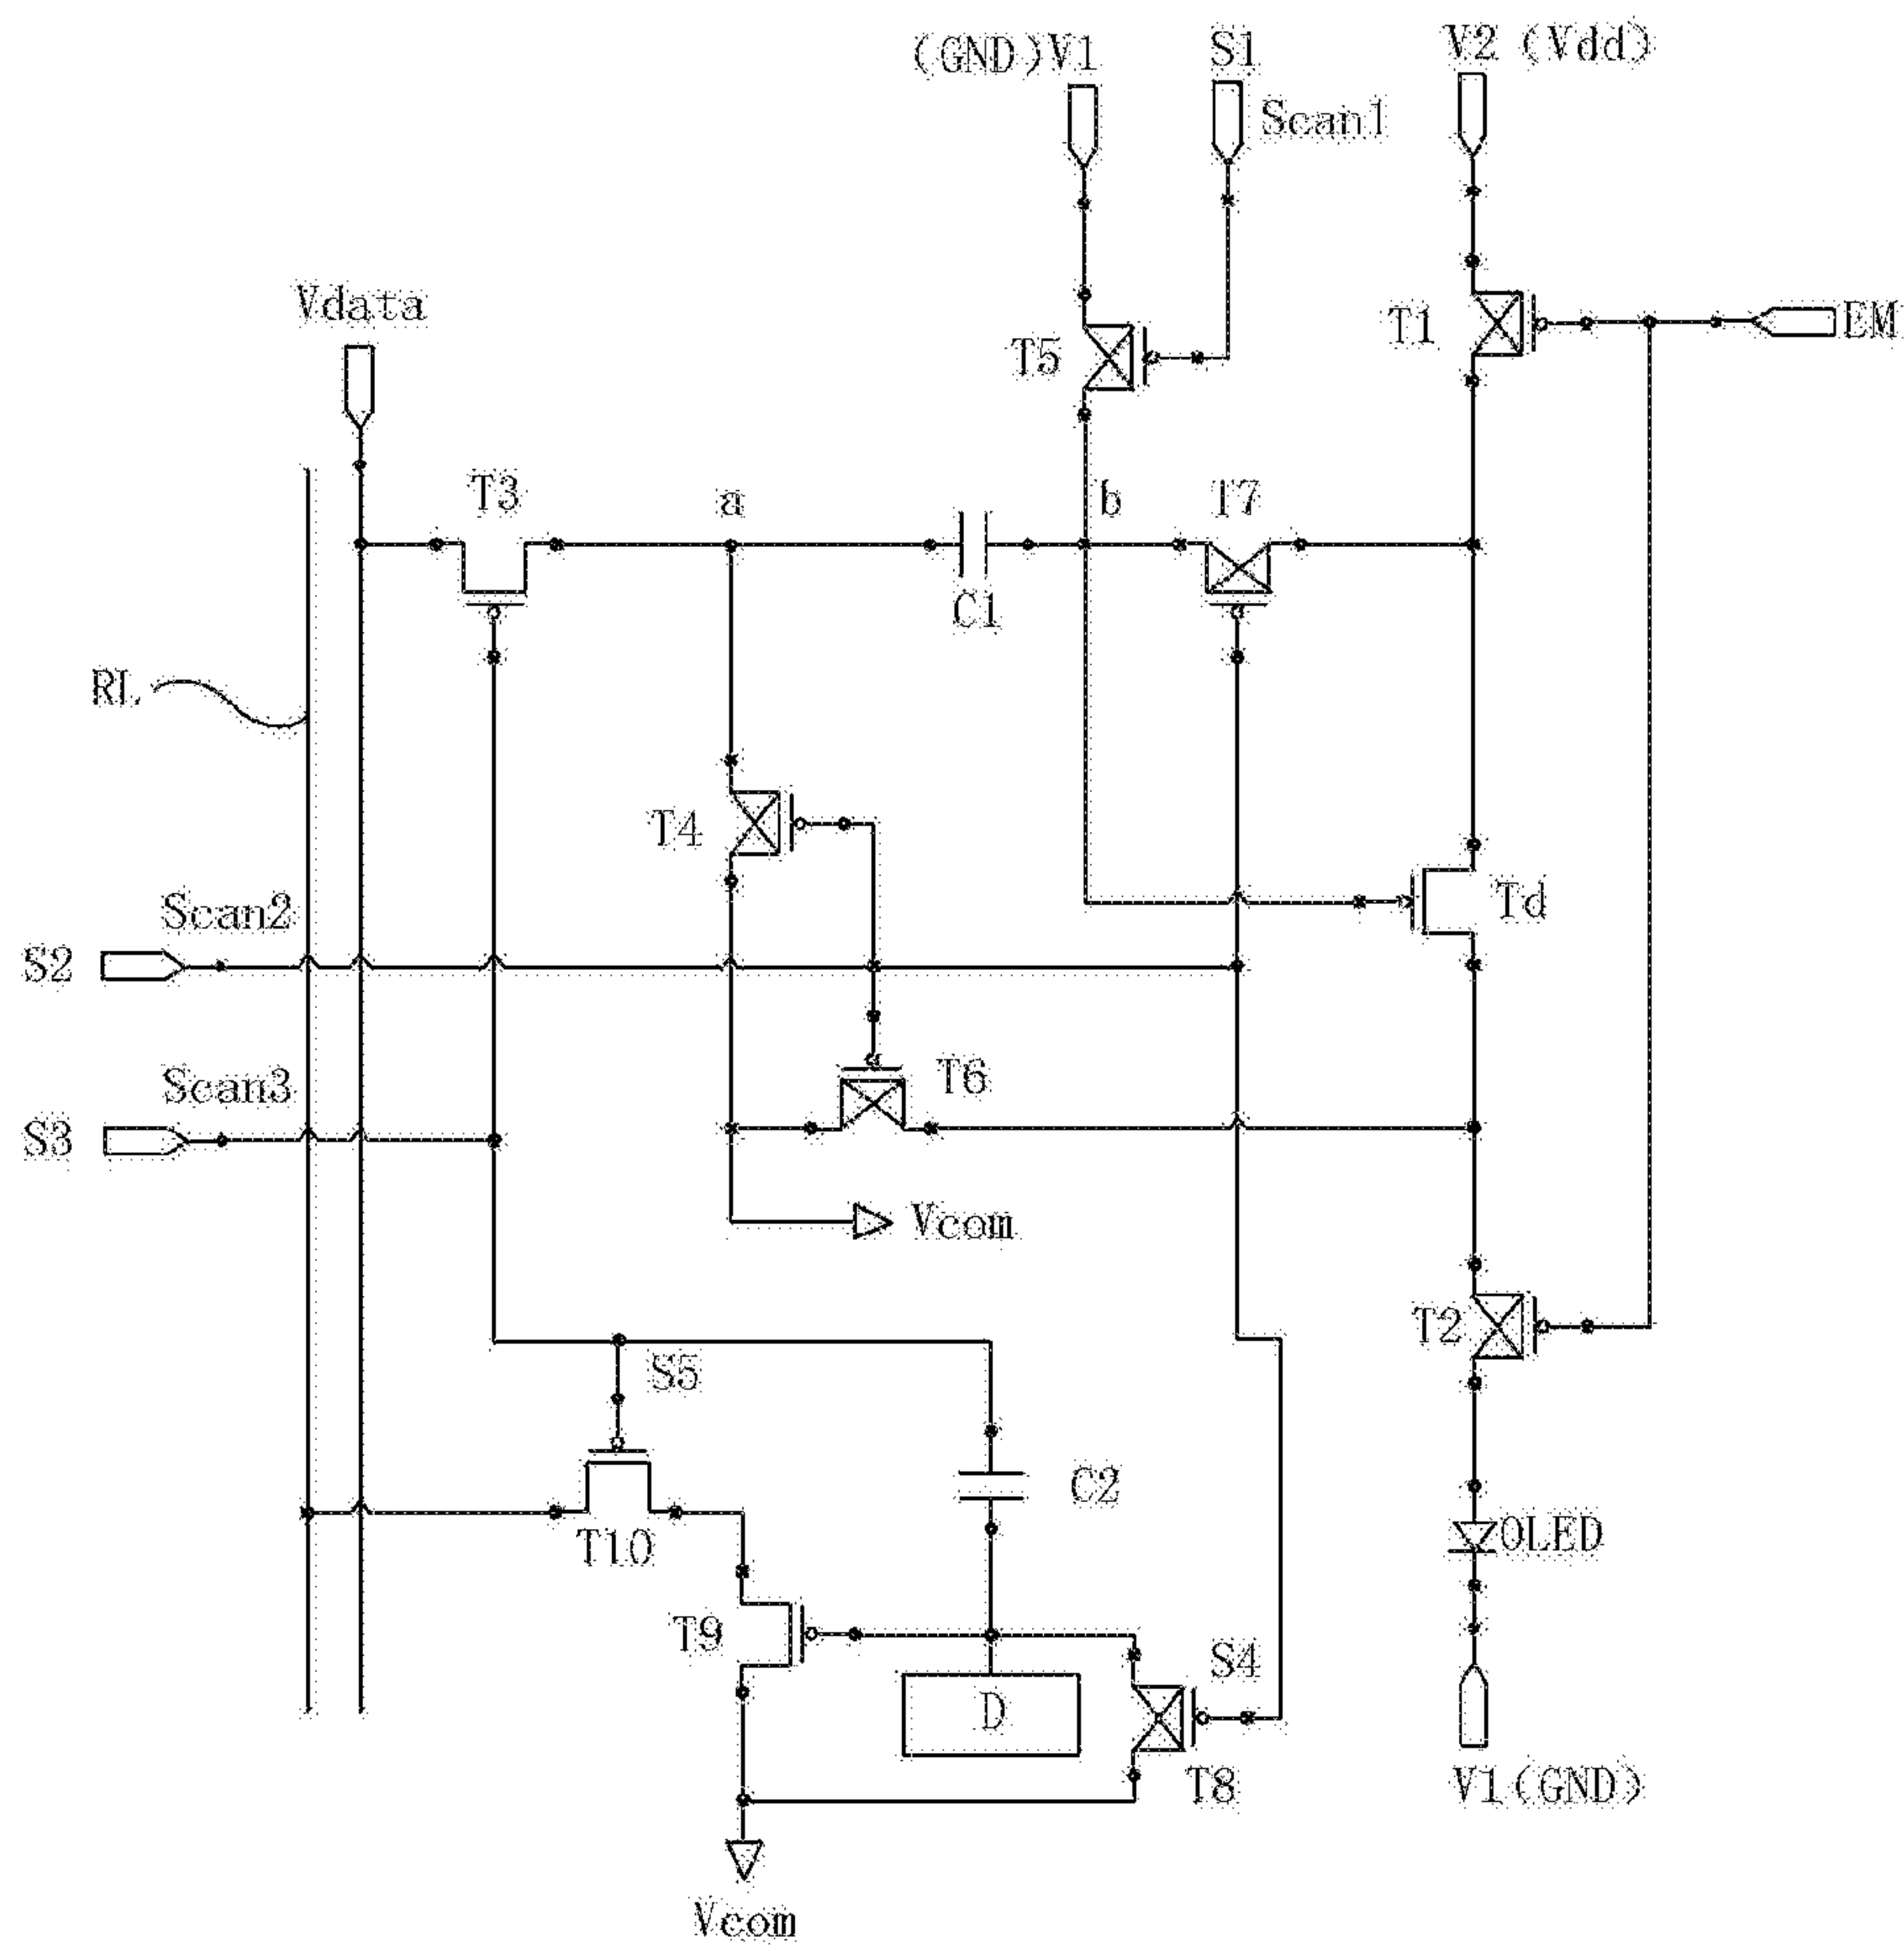 (GND)V1
S1
V2 (Vdd)
Scan1
Vdata
T5
T1
EM
T3
a
b
T7
C1
RL
T4
Td
Scan2
S2
T6
Scan3
S3
Vcom
T2
S5
C2
T10
OLED
T9
S4
D
T8
V1(GND)
Vcom